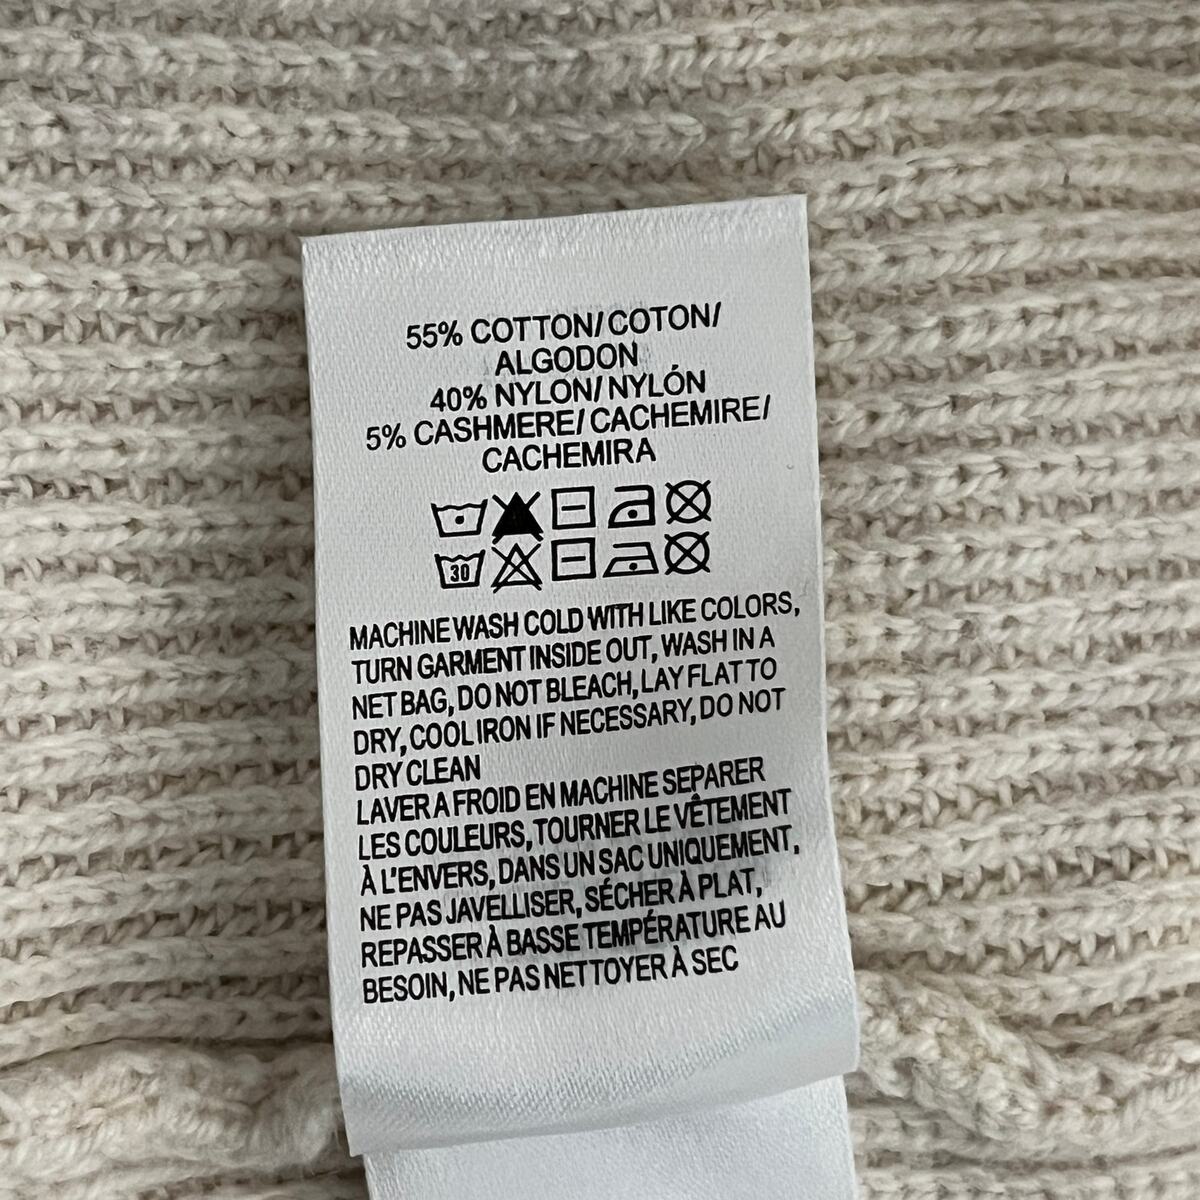 55% COTTON/COTON/
ALGODON
40% NYLON/NYLÓN
5% CASHMERE/CACHEMIRE/
CACHEMIRA
30
MACHINE WASH COLD WITH LIKE COLORS,
TURN GARMENT INSIDE OUT, WASH IN A
NET BAG, DO NOT BLEACH, LAY FLAT TO
DRY, COOL IRON IF NECESSARY, DO NOT
DRY CLEAN
LAVER A FROID EN MACHINE SEPARER
LES COULEURS, TOURNER LE VÊTEMENT
À L'ENVERS, DANS UN SAC UNIQUEMENT,
NE PAS JAVELLISER, SÉCHER À PLAT,
REPASSER À BASSE TEMPÉRATURE AU
BESOIN, NE PAS NETTOYER À SEC